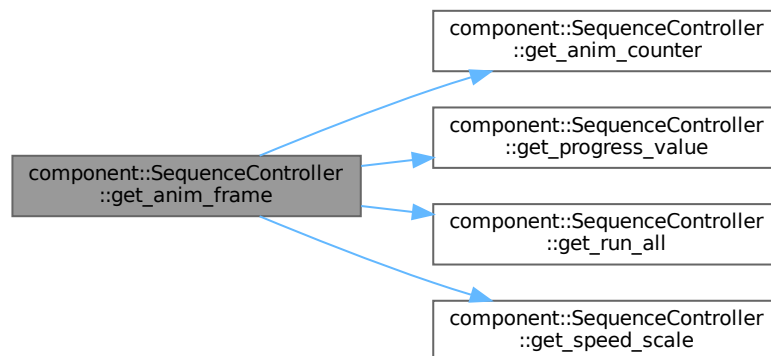 component::SequenceController
::get_anim_counter
component::SequenceController
::get_progress_value
component::SequenceController
::get_anim_frame
component::SequenceController
::get_run_all
component::SequenceController
::get_speed_scale